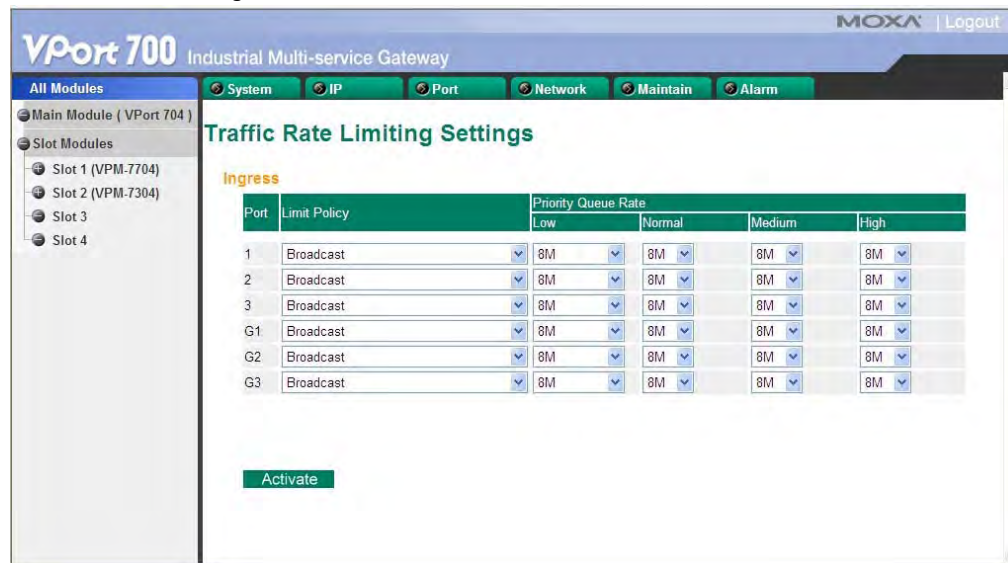 MOXA | Logout
VPort 700 Industrial Multi-service Gateway
All Modules
System IP Port Network Maintain Alarm
Main Module ( VPort 704 )
Slot Modules
Slot 1 (VPM-7704)
Slot 2 (VPM-7304)
Slot 3
Slot 4
Traffic Rate Limiting Settings
Ingress
Port Limit Policy Priority Queue Rate
Low Normal Medium High
1 Broadcast 8M 8M 8M 8M
2 Broadcast 8M 8M 8M 8M
3 Broadcast 8M 8M 8M 8M
G1 Broadcast 8M 8M 8M 8M
G2 Broadcast 8M 8M 8M 8M
G3 Broadcast 8M 8M 8M 8M
Activate